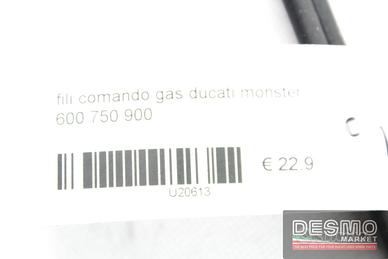 fili comando gas ducati monster
600 750 900
€ 22.9
U20613
DESMO
MARKET